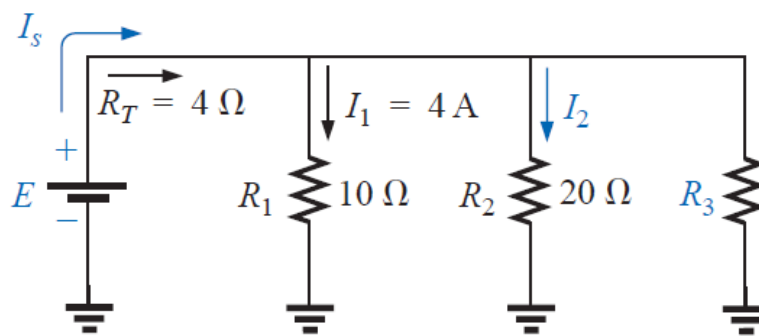 I_s
R_T = 4 Ω
I_1 = 4 A
I_2
+
E
−
R_1
10 Ω
R_2
20 Ω
R_3